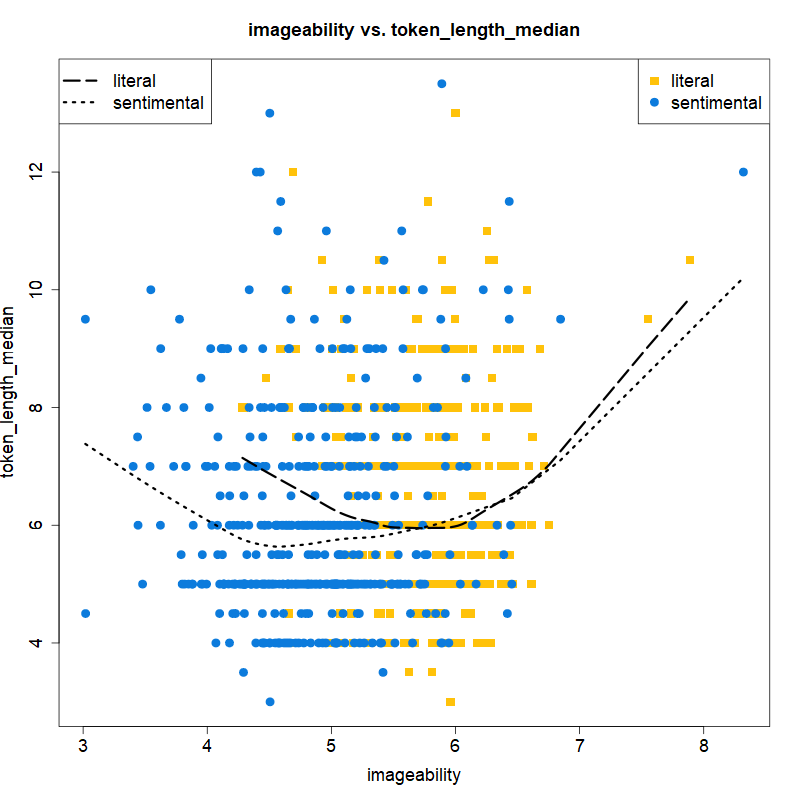 imageability vs. token_length_median
literal
sentimental
literal
sentimental
token_length_median
12
10
8
6
4
3 4 5 6 7 8
imageability